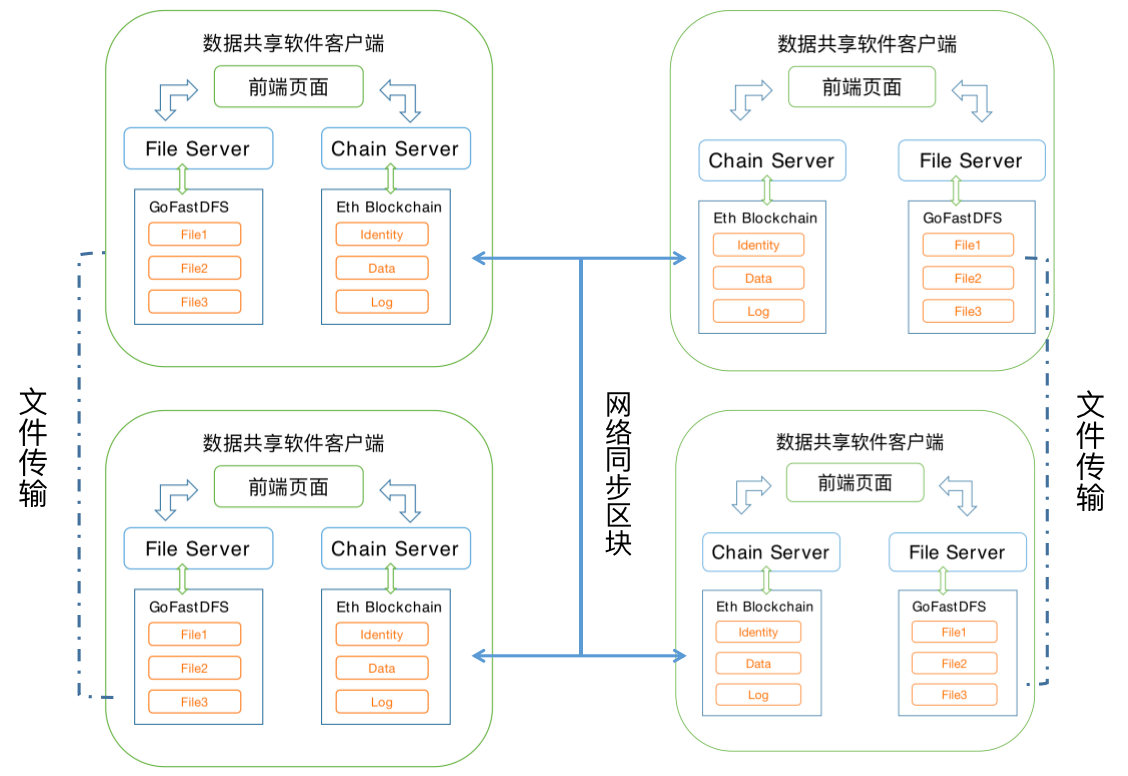 数据共享软件客户端
前端页面
File Server
Chain Server
GoFastDFS
File1
File2
File3
Eth Blockchain
Identity
Data
Log
数据共享软件客户端
前端页面
Chain Server
File Server
Eth Blockchain
Identity
Data
Log
GoFastDFS
File1
File2
File3
文件传输
网络同步区块
文件传输
数据共享软件客户端
前端页面
File Server
Chain Server
GoFastDFS
File1
File2
File3
Eth Blockchain
Identity
Data
Log
数据共享软件客户端
前端页面
Chain Server
File Server
Eth Blockchain
Identity
Data
Log
GoFastDFS
File1
File2
File3